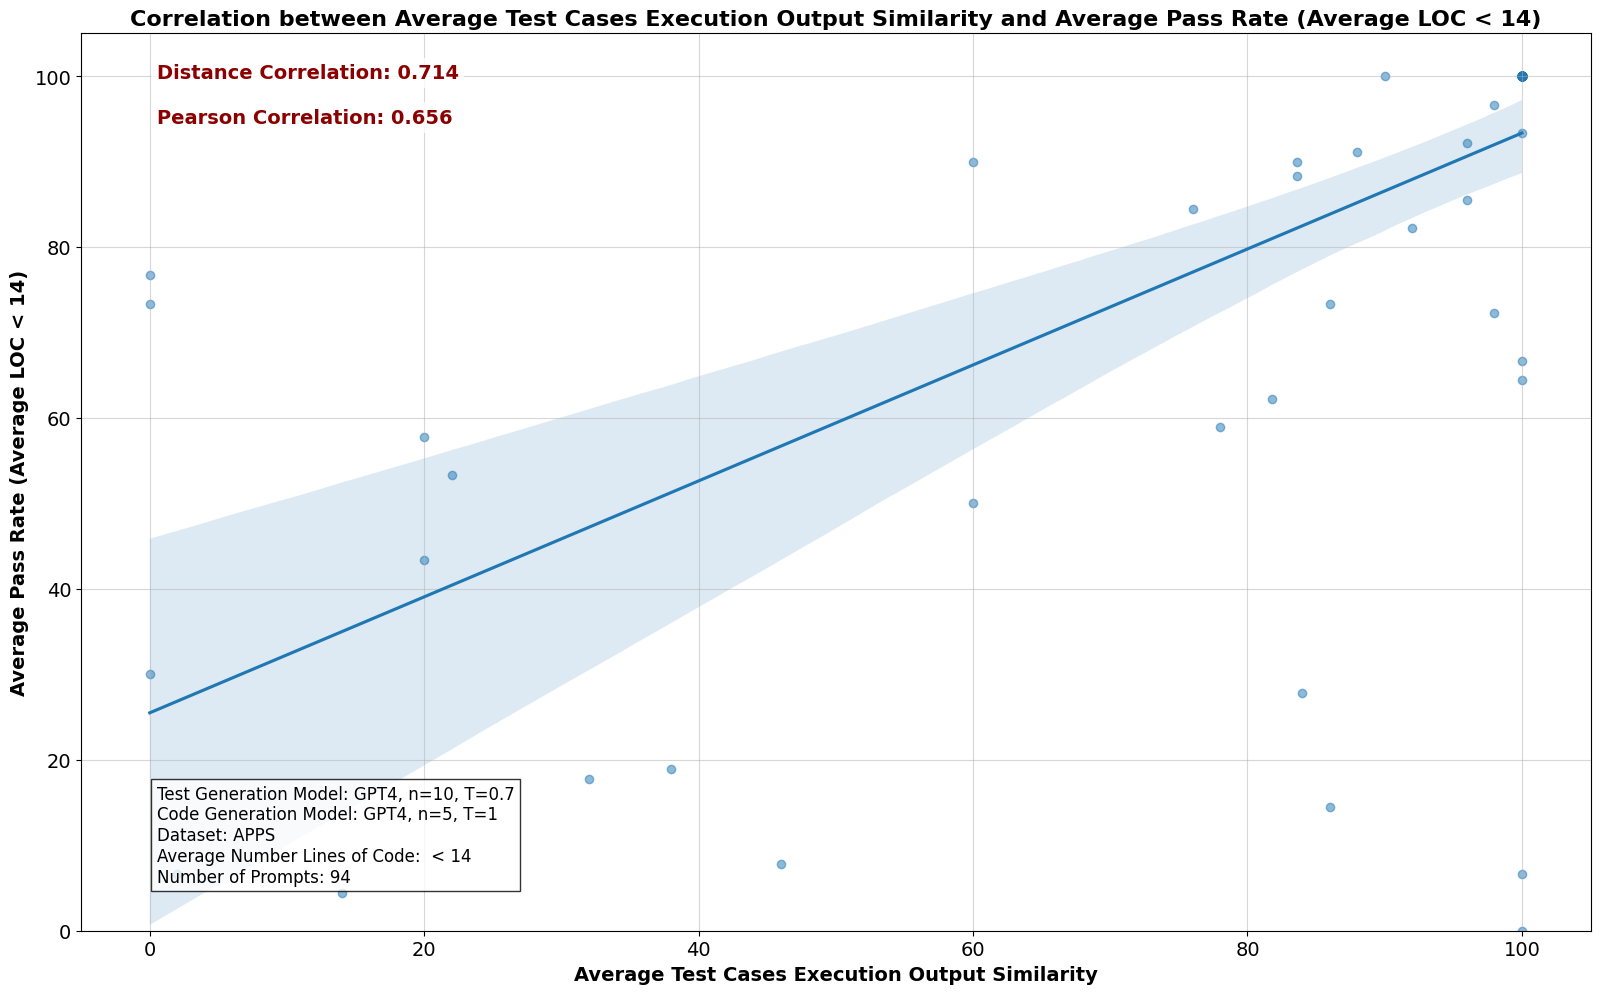 Correlation between Average Test Cases Execution Output Similarity and Average Pass Rate (Average LOC < 14)
Distance Correlation: 0.714
Pearson Correlation: 0.656
Average Pass Rate (Average LOC < 14)
100
80
60
40
20
0
Test Generation Model: GPT4, n=10, T=0.7
Code Generation Model: GPT4, n=5, T=1
Dataset: APPS
Average Number Lines of Code:  < 14
Number of Prompts: 94
0 20 40 60 80 100
Average Test Cases Execution Output Similarity